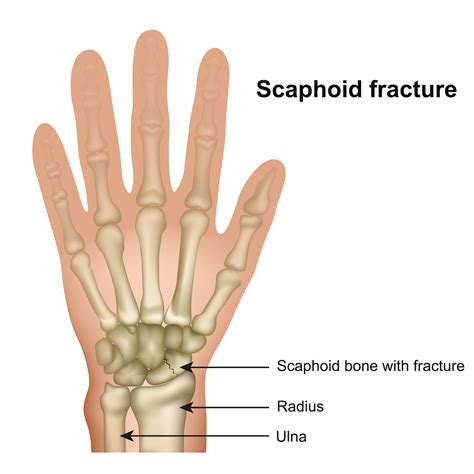 Scaphoid fracture
Scaphoid bone with fracture
Radius
Ulna